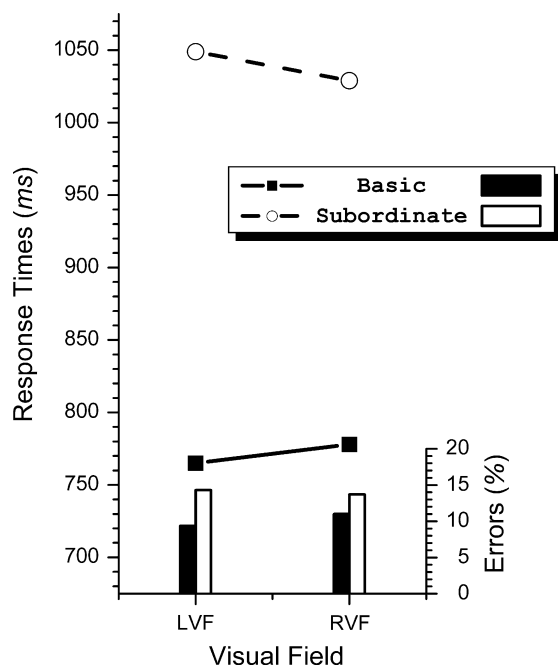 1050
1000
950
900
850
800
750
700
Response Times (ms)
Basic
Subordinate
20
15
10
5
0
Errors (%)
LVF
RVF
Visual Field